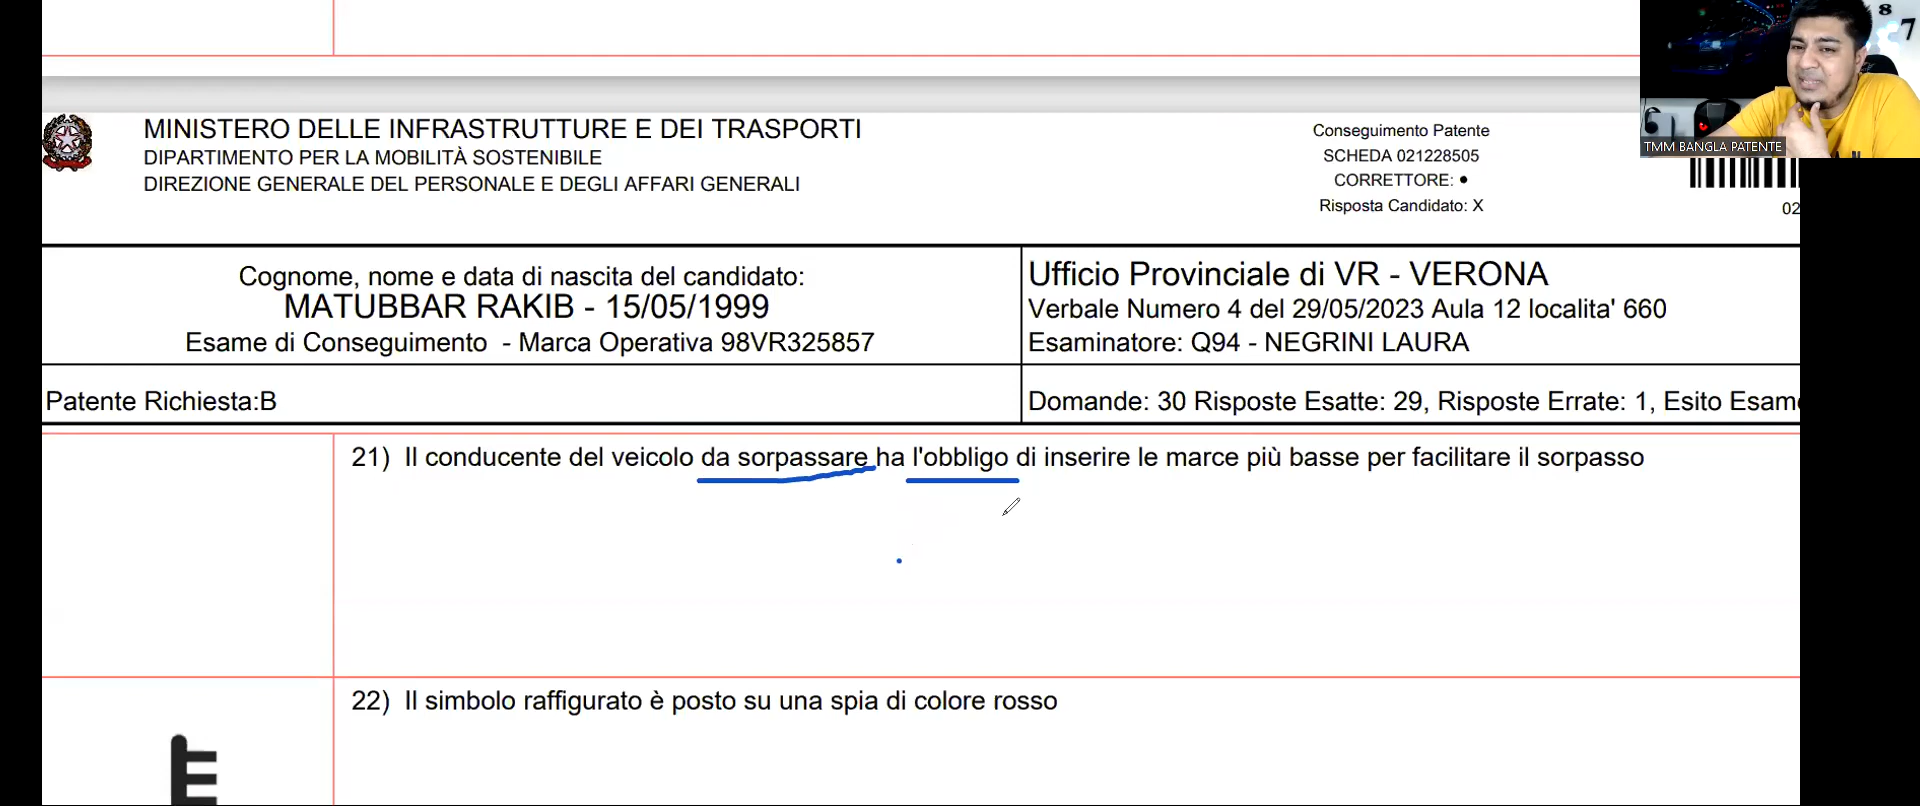 MINISTERO DELLE INFRASTRUTTURE E DEI TRASPORTI
DIPARTIMENTO PER LA MOBILITÀ SOSTENIBILE
DIREZIONE GENERALE DEL PERSONALE E DEGLI AFFARI GENERALI
Conseguimento Patente
SCHEDA 021228505
CORRETTORE: ●
Risposta Candidato: X
8
7
TMM BANGLA PATENTE
02
Cognome, nome e data di nascita del candidato:
MATUBBAR RAKIB - 15/05/1999
Esame di Conseguimento - Marca Operativa 98VR325857
Ufficio Provinciale di VR - VERONA
Verbale Numero 4 del 29/05/2023 Aula 12 localita' 660
Esaminatore: Q94 - NEGRINI LAURA
Patente Richiesta:B
Domande: 30 Risposte Esatte: 29, Risposte Errate: 1, Esito Esam
21) Il conducente del veicolo da sorpassare ha l'obbligo di inserire le marce più basse per facilitare il sorpasso
22) Il simbolo raffigurato è posto su una spia di colore rosso